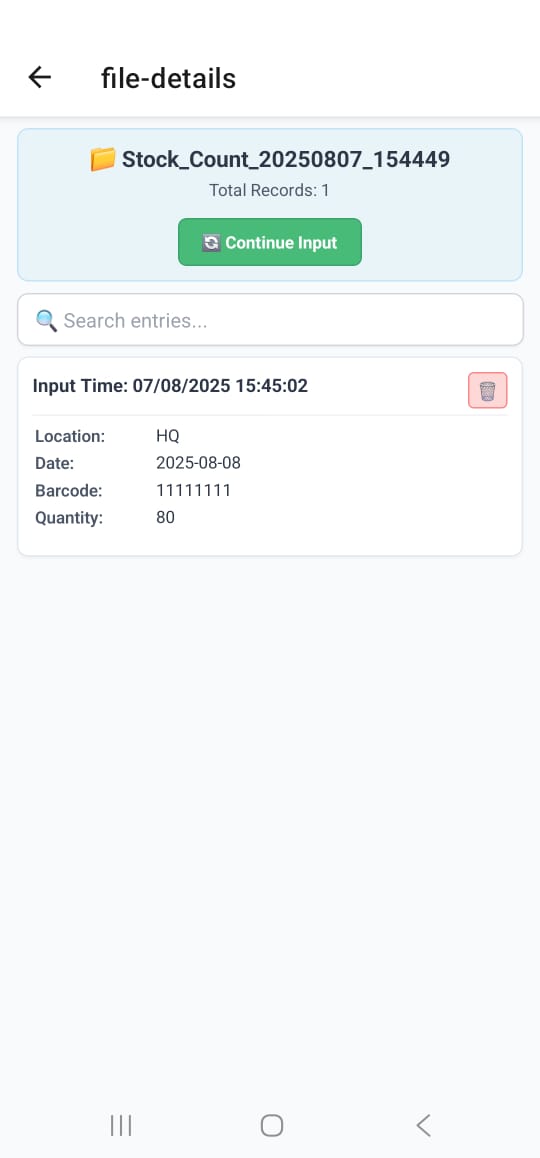 file-details
Stock_Count_20250807_154449
Total Records: 1
Continue Input
Search entries...
Input Time: 07/08/2025 15:45:02
Location: HQ
Date: 2025-08-08
Barcode: 11111111
Quantity: 80